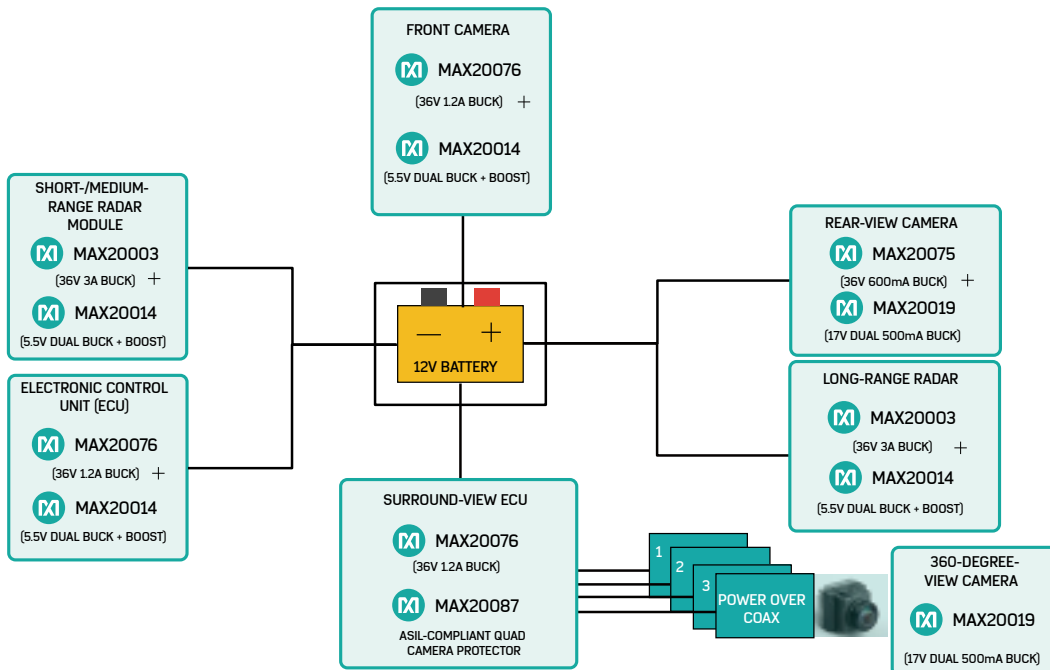 FRONT CAMERA
MAX20076
(36V 1.2A BUCK) +
MAX20014
(5.5V DUAL BUCK + BOOST)
SHORT-/MEDIUM-
RANGE RADAR
MODULE
MAX20003
(36V 3A BUCK) +
MAX20014
(5.5V DUAL BUCK + BOOST)
ELECTRONIC CONTROL
UNIT (ECU)
MAX20076
(36V 1.2A BUCK) +
MAX20014
(5.5V DUAL BUCK + BOOST)
— +
12V BATTERY
REAR-VIEW CAMERA
MAX20075
(36V 600mA BUCK) +
MAX20019
(17V DUAL 500mA BUCK)
LONG-RANGE RADAR
MAX20003
(36V 3A BUCK) +
MAX20014
(5.5V DUAL BUCK + BOOST)
SURROUND-VIEW ECU
MAX20076
(36V 1.2A BUCK)
MAX20087
ASIL-COMPLIANT QUAD
CAMERA PROTECTOR
1
2
3
POWER OVER
COAX
360-DEGREE-
VIEW CAMERA
MAX20019
(17V DUAL 500mA BUCK)